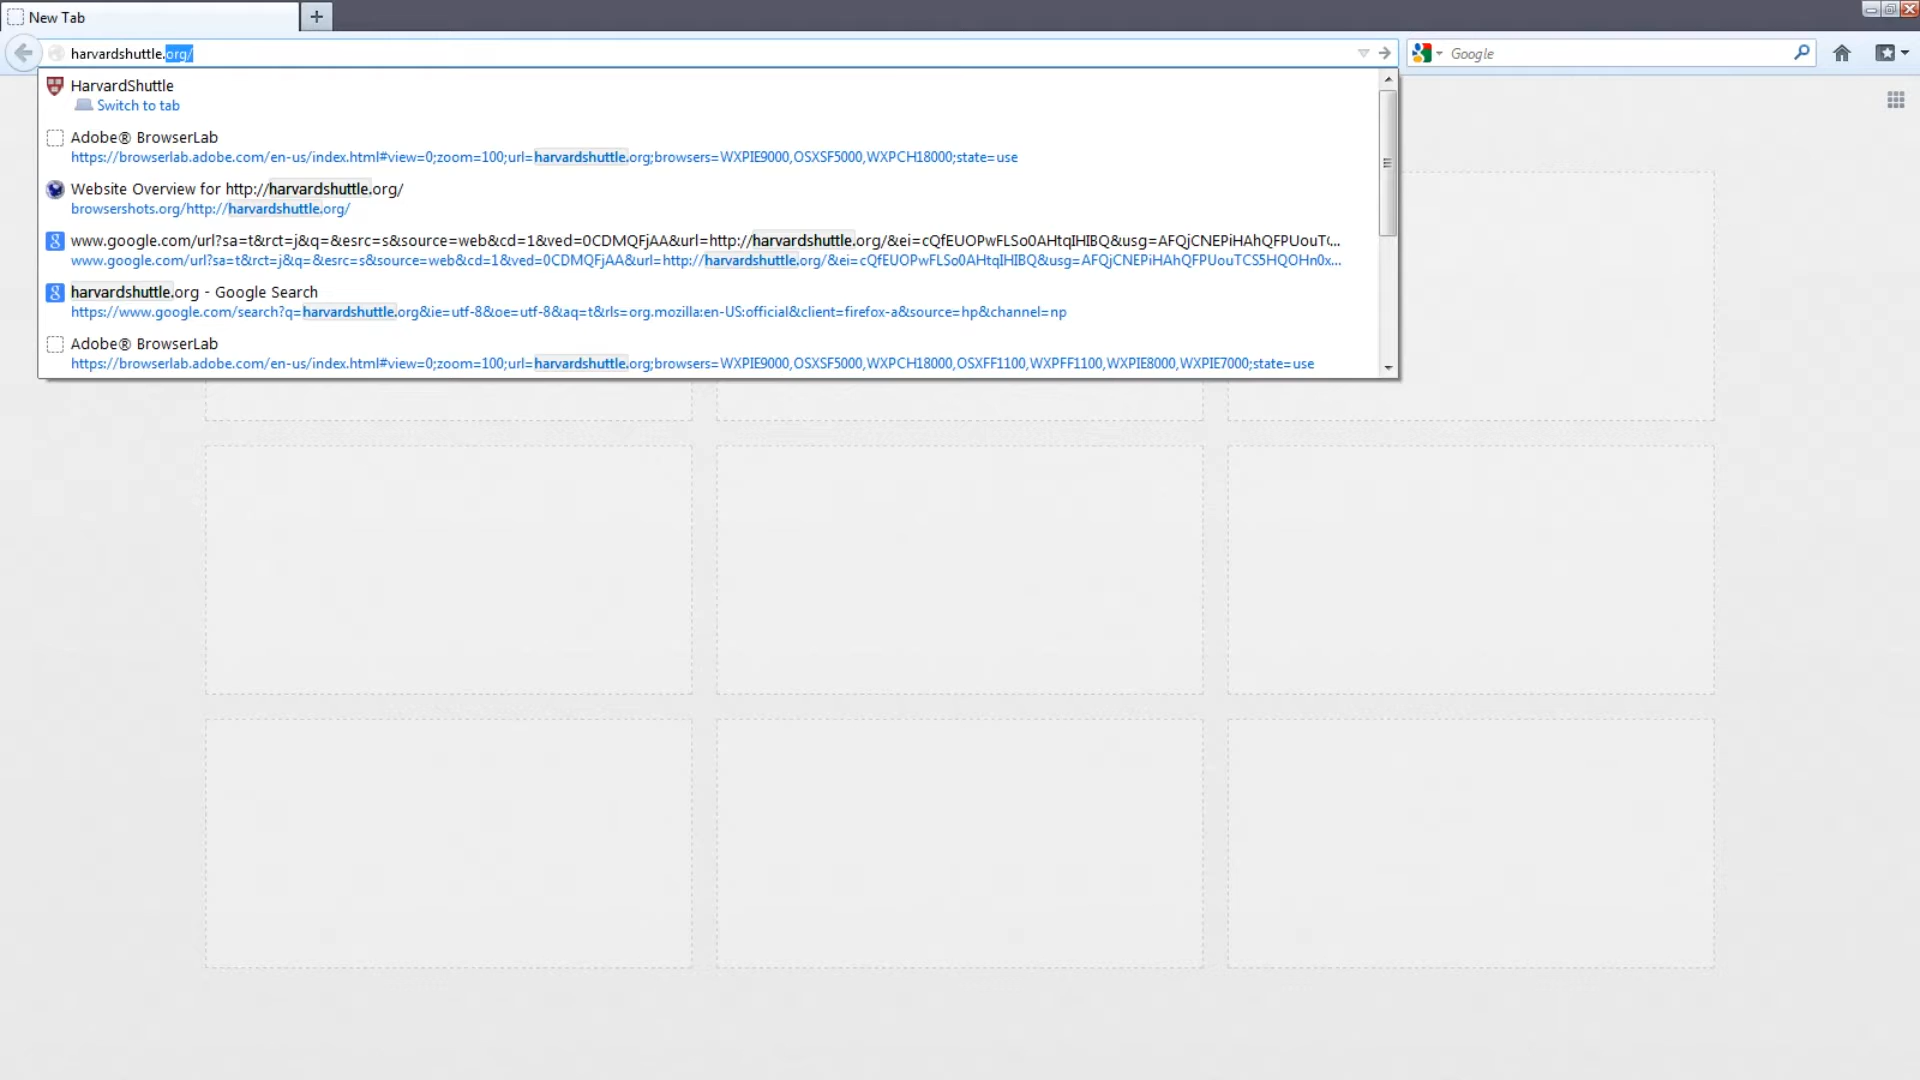 New Tab
harvardshuttle.org/
Google
HarvardShuttle
Switch to tab
Adobe® BrowserLab
https://browserlab.adobe.com/en-us/index.html#view=0;zoom=100;url=harvardshuttle.org;browsers=WXPIE9000,OSXSF5000,WXPCH18000;state=use
Website Overview for http://harvardshuttle.org/
browsershots.org/http://harvardshuttle.org/
www.google.com/url?sa=t&rct=j&q=&esrc=s&source=web&cd=1&ved=0CDMQFjAA&url=http://harvardshuttle.org/&ei=cQfEUOPwFLSo0AHtqIHIBQ&usg=AFQjCNEPiHAhQFPUouTC...
www.google.com/url?sa=t&rct=j&q=&esrc=s&source=web&cd=1&ved=0CDMQFjAA&url=http://harvardshuttle.org/&ei=cQfEUOPwFLSo0AHtqIHIBQ&usg=AFQjCNEPiHAhQFPUouTCS5HQOHn0x...
harvardshuttle.org - Google Search
https://www.google.com/search?q=harvardshuttle.org&ie=utf-8&oe=utf-8&aq=t&rls=org.mozilla:en-US:official&client=firefox-a&source=hp&channel=np
Adobe® BrowserLab
https://browserlab.adobe.com/en-us/index.html#view=0;zoom=100;url=harvardshuttle.org;browsers=WXPIE9000,OSXSF5000,WXPCH18000,OSXFF1100,WXPFF1100,WXPIE8000,WXPIE7000;state=use